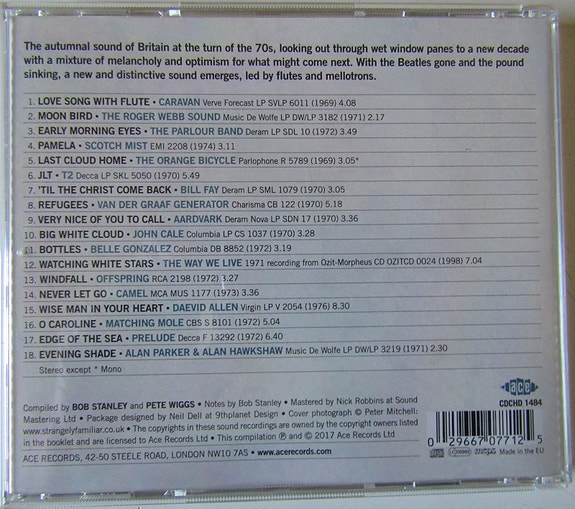 The autumnal sound of Britain at the turn of the 70s, looking out through wet window panes to a new decade
with a mixture of melancholy and optimism for what might come next. With the Beatles gone and the pound
sinking, a new and distinctive sound emerges, led by flutes and mellotrons.
1. LOVE SONG WITH FLUTE • CARAVAN Verve Forecast LP SVLP 6011 (1969) 4.08
2. MOON BIRD • THE ROGER WEBB SOUND Music De Wolfe LP DW/LP 3182 (1971) 2.17
3. EARLY MORNING EYES • THE PARLOUR BAND Deram LP SDL 10 (1972) 3.49
4. PAMELA • SCOTCH MIST EMI 2208 (1974) 3.11
5. LAST CLOUD HOME • THE ORANGE BICYCLE Parlophone R 5789 (1969) 3.05*
6. JLT • T2 Decca LP SKL 5050 (1970) 5.49
7. 'TIL THE CHRIST COME BACK • BILL FAY Deram LP SML 1079 (1970) 3.05
8. REFUGEES • VAN DER GRAAF GENERATOR Charisma CB 122 (1970) 5.18
9. VERY NICE OF YOU TO CALL • AARDVARK Deram Nova LP SDN 17 (1970) 3.36
10. BIG WHITE CLOUD • JOHN CALE Columbia LP CS 1037 (1970) 3.28
11. BOTTLES • BELLE GONZALEZ Columbia DB 8852 (1972) 3.19
12. WATCHING WHITE STARS • THE WAY WE LIVE 1971 recording from Ozit-Morpheus CD OZITCD 0024 (1998) 7.04
13. WINDFALL • OFFSPRING RCA 2198 (1972) 3.27
14. NEVER LET GO • CAMEL MCA MUS 1177 (1973) 3.36
15. WISE MAN IN YOUR HEART • DAEVID ALLEN Virgin LP V 2054 (1976) 8.30
16. O CAROLINE • MATCHING MOLE CBS S 8101 (1972) 5.04
17. EDGE OF THE SEA • PRELUDE Decca F 13292 (1972) 6.40
18. EVENING SHADE • ALAN PARKER & ALAN HAWKSHAW Music De Wolfe LP DW/LP 3219 (1971) 2.30
Stereo except * Mono
ace
CDCHD 1484
Compiled by BOB STANLEY and PETE WIGGS • Notes by Bob Stanley • Mastered by Nick Robbins at Sound
Mastering Ltd • Package designed by Neil Dell at 9thplanet Design • Cover photograph © Peter Mitchell:
www.strangelyfamiliar.co.uk • The copyrights in these sound recordings are owned by the copyright owners listed
in the booklet and are licensed to Ace Records Ltd • This compilation ℗ and © 2017 Ace Records Ltd
ACE RECORDS, 42-50 STEELE ROAD, LONDON NW10 7AS • www.acerecords.com
0 29667 07712 5
mcps Made in the EU